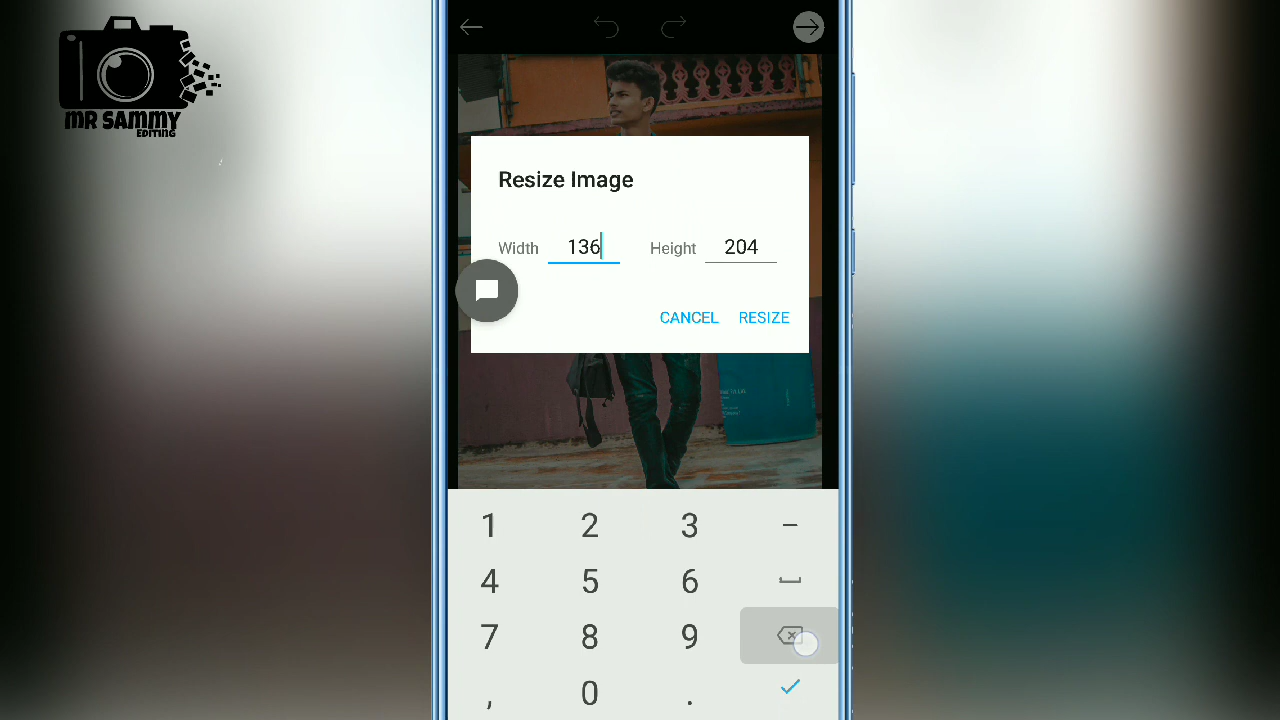 MR SAMMY
EDITING
Resize Image
Width 136 Height 204
CANCEL RESIZE
1 2 3 –
4 5 6
7 8 9
, 0 .